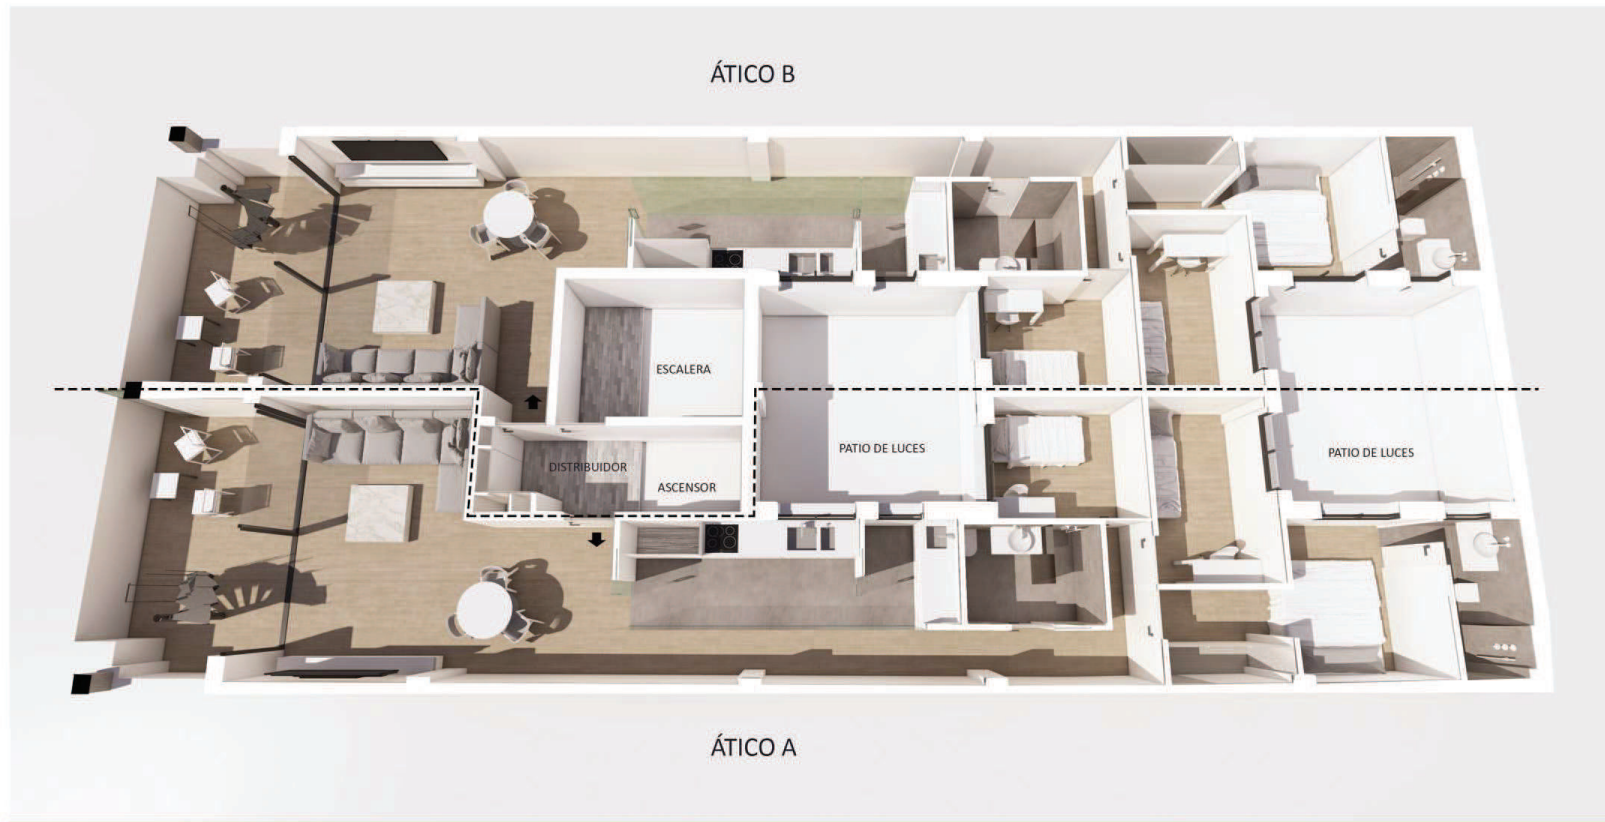 ÁTICO B
ESCALERA
PATIO DE LUCES
PATIO DE LUCES
DISTRIBUIDOR
ASCENSOR
ÁTICO A